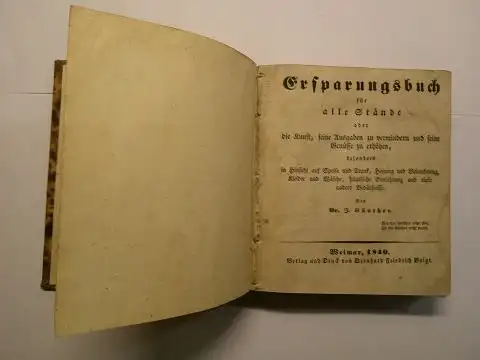 Ersparungsbuch
für
alle Stände
oder
die Kunst, seine Ausgaben zu vermindern und seine
Genüsse zu erhöhen,
besonders
in Hinsicht auf Speise und Trank, Heizung und Beleuchtung,
Kleider und Wäsche, häusliche Einrichtung und viele
andere Bedürfnisse.
Von
Dr. J. Günther.
Weimar, 1840.
Verlag und Druck von Bernhard Friedrich Voigt.